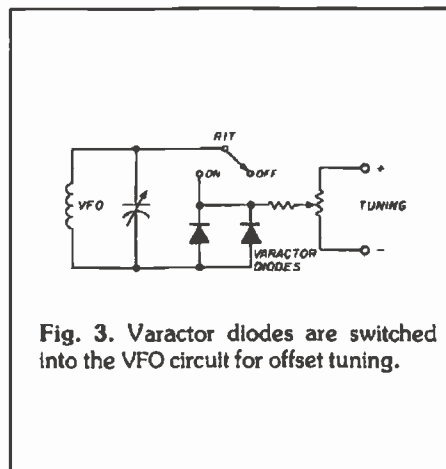 RIT
ON
OFF
VFO
+
TUNING
-
VARACTOR
DIODES
Fig. 3. Varactor diodes are switched
into the VFO circuit for offset tuning.